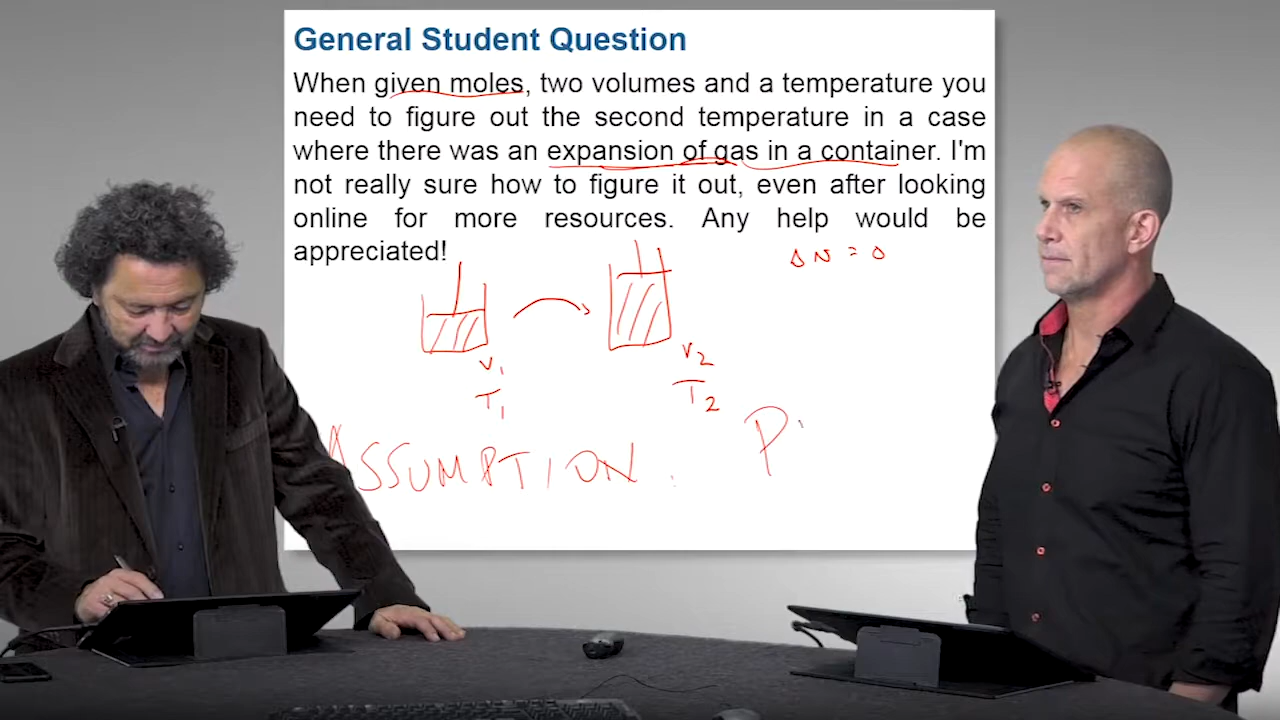 General Student Question
When given moles, two volumes and a temperature you
need to figure out the second temperature in a case
where there was an expansion of gas in a container. I'm
not really sure how to figure it out, even after looking
online for more resources. Any help would be
appreciated!
ΔN = 0
V1
T1
V2
T2
ASSUMPTION.
P